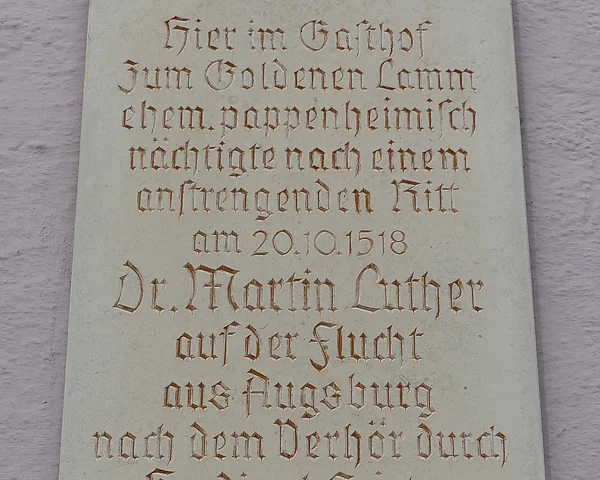 Hier im Gasthof
Zum Goldenen Lamm
ehem. pappenheimisch
nächtigte nach einem
anstrengenden Ritt
am 20.10.1518
Dr. Martin Luther
auf der Flucht
aus Augsburg
nach dem Verhör durch